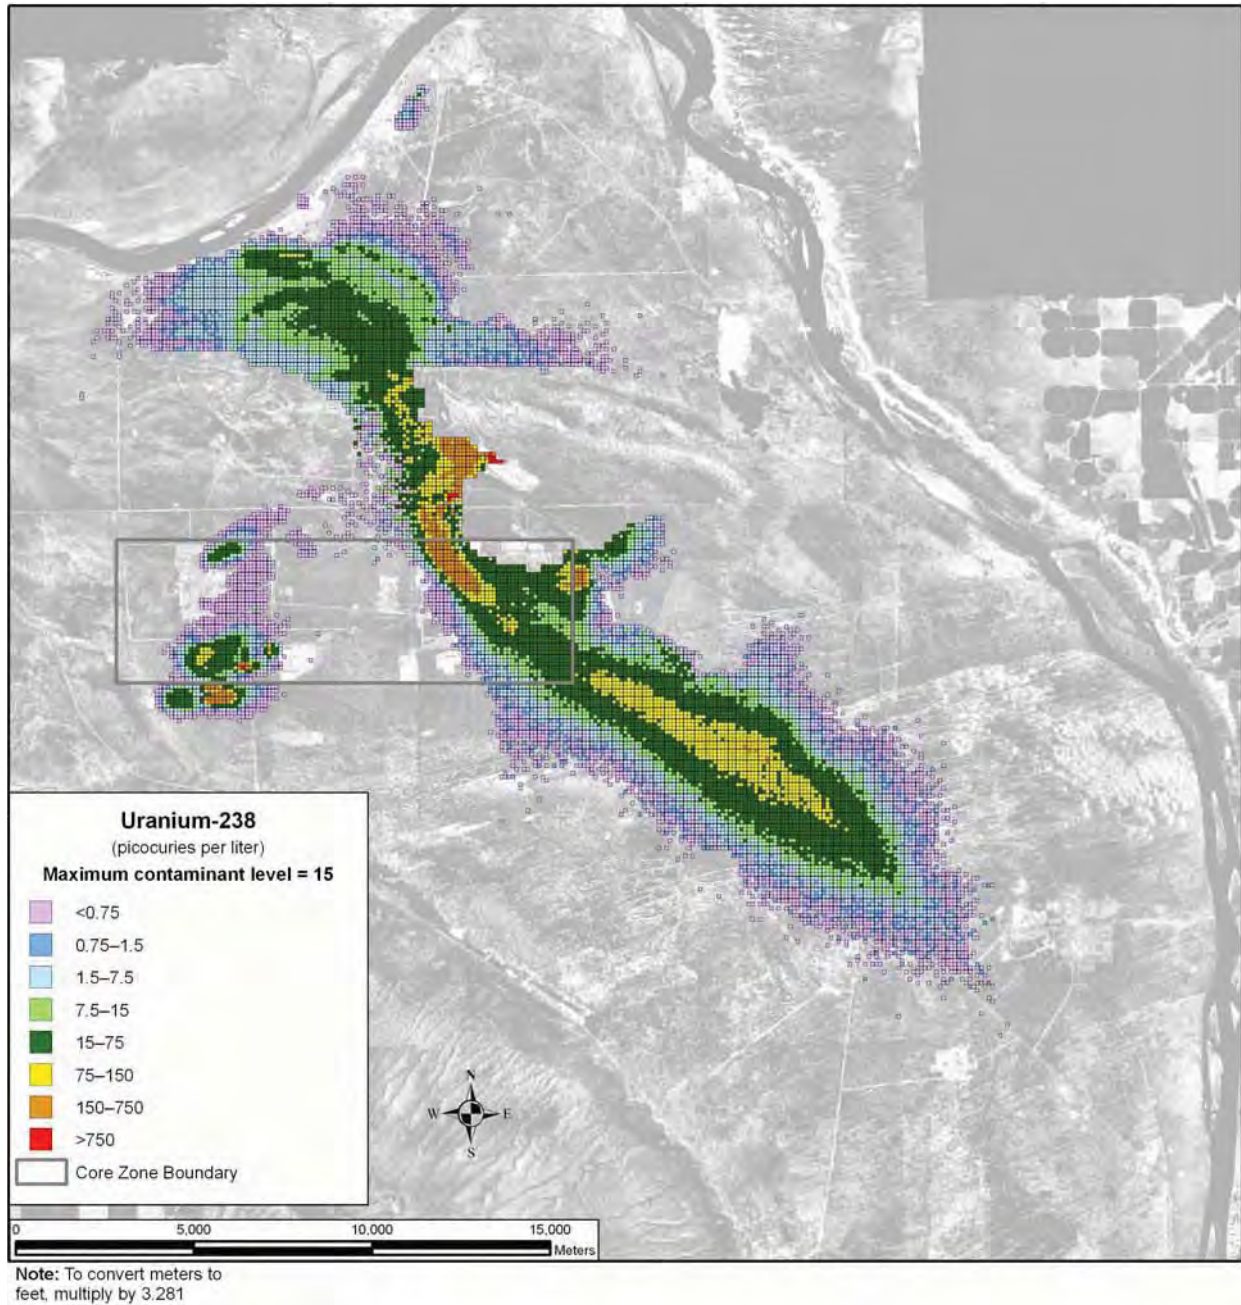 Uranium-238
(picocuries per liter)
Maximum contaminant level = 15
<0.75
0.75–1.5
1.5–7.5
7.5–15
15–75
75–150
150–750
>750
Core Zone Boundary
N
W E
S
0 5,000 10,000 15,000
Meters
Note: To convert meters to
feet, multiply by 3.281